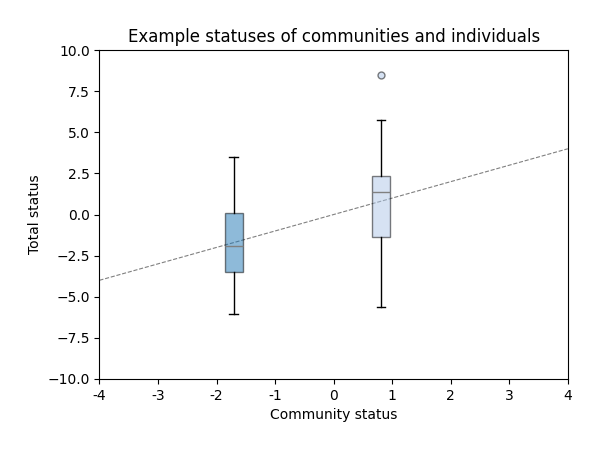 Example statuses of communities and individuals
10.0
7.5
5.0
2.5
0.0
−2.5
−5.0
−7.5
−10.0
Total status
-4 -3 -2 -1 0 1 2 3 4
Community status